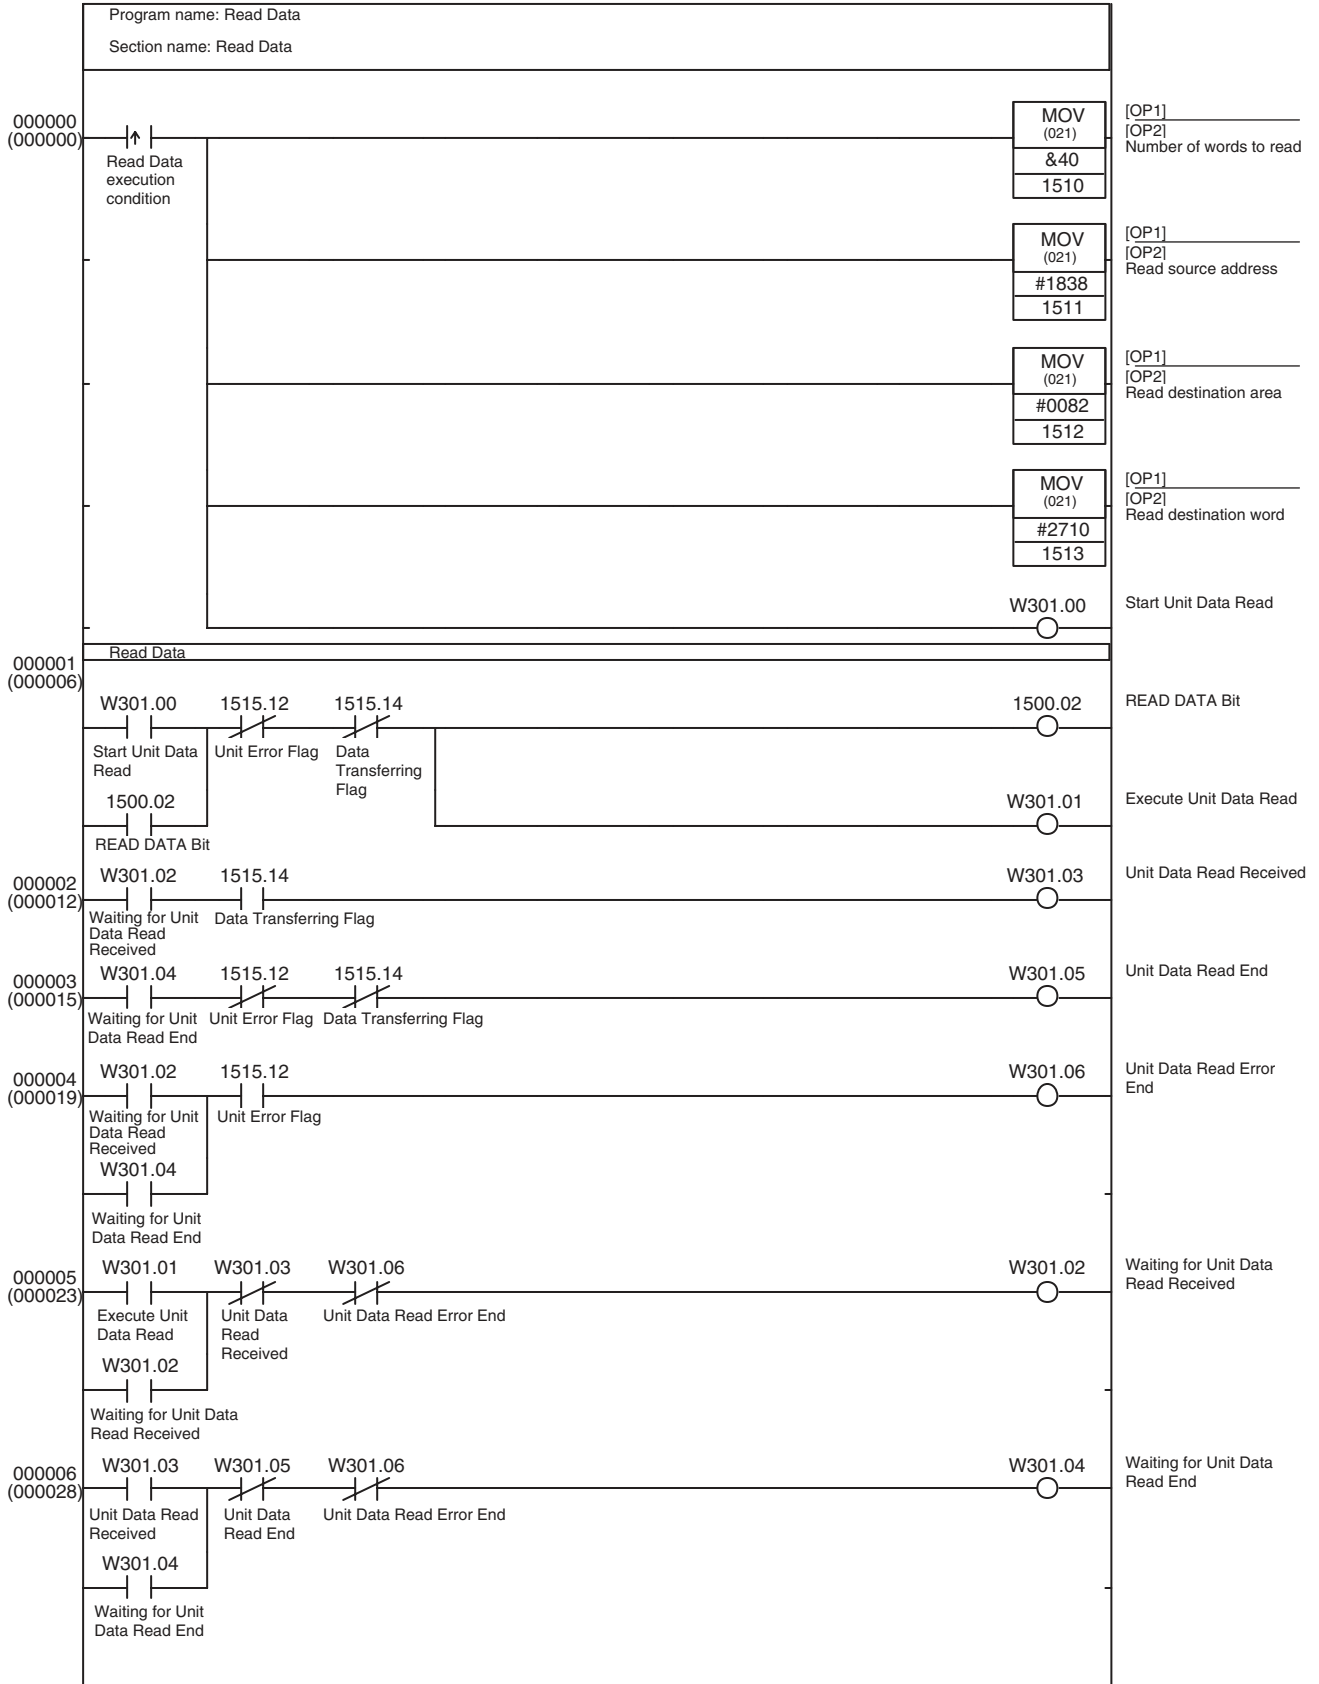 Program name: Read Data
Section name: Read Data
000000
(000000)
Read Data
execution
condition
MOV
(021)
&40
1510
[OP1]
[OP2]
Number of words to read
MOV
(021)
#1838
1511
[OP1]
[OP2]
Read source address
MOV
(021)
#0082
1512
[OP1]
[OP2]
Read destination area
MOV
(021)
#2710
1513
[OP1]
[OP2]
Read destination word
W301.00
Start Unit Data Read
Read Data
000001
(000006)
W301.00 1515.12 1515.14 1500.02
READ DATA Bit
Start Unit Data
Read
Unit Error Flag
Data
Transferring
Flag
1500.02
READ DATA Bit
W301.01
Execute Unit Data Read
000002
(000012)
W301.02 1515.14 W301.03
Unit Data Read Received
Waiting for Unit
Data Read
Received
Data Transferring Flag
000003
(000015)
W301.04 1515.12 1515.14 W301.05
Unit Data Read End
Waiting for Unit
Data Read End
Unit Error Flag
Data Transferring Flag
000004
(000019)
W301.02 1515.12 W301.06
Unit Data Read Error
End
Waiting for Unit
Data Read
Received
Unit Error Flag
W301.04
Waiting for Unit
Data Read End
000005
(000023)
W301.01 W301.03 W301.06 W301.02
Waiting for Unit Data
Read Received
Execute Unit
Data Read
Unit Data
Read
Received
Unit Data Read Error End
W301.02
Waiting for Unit Data
Read Received
000006
(000028)
W301.03 W301.05 W301.06 W301.04
Waiting for Unit Data
Read End
Unit Data Read
Received
Unit Data
Read End
Unit Data Read Error End
W301.04
Waiting for Unit
Data Read End